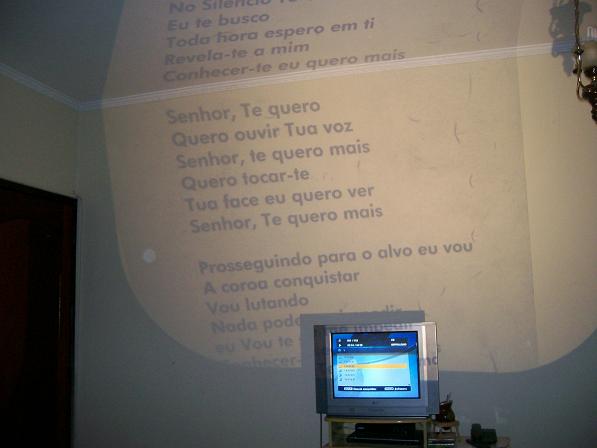 No Silêncio
Eu te busco
Toda hora espero em ti
Revela-te a mim
Conhecer-te eu quero mais
Senhor, Te quero
Quero ouvir Tua voz
Senhor, te quero mais
Quero tocar-te
Tua face eu quero ver
Senhor, Te quero mais
Prosseguindo para o alvo eu vou
A coroa conquistar
Vou lutando
Nada pode impedir
eu Vou te